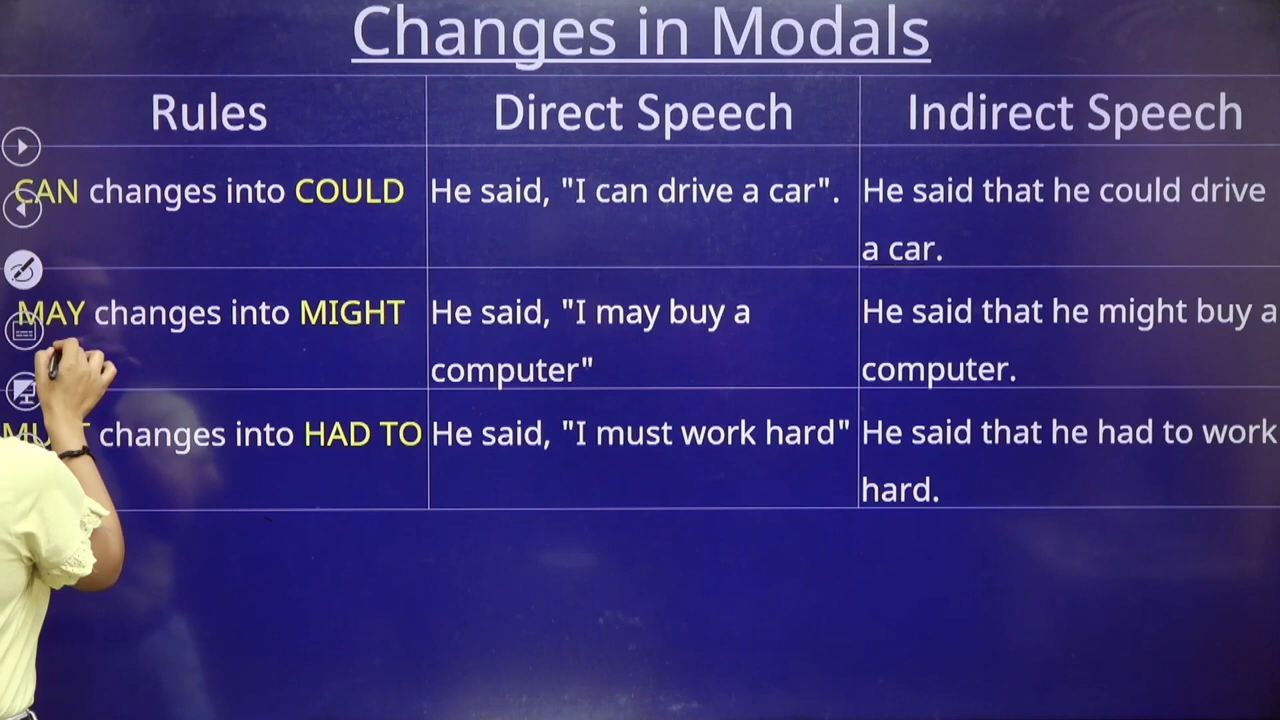 Changes in Modals
Rules
Direct Speech
Indirect Speech
CAN changes into COULD
He said, "I can drive a car".
He said that he could drive
a car.
MAY changes into MIGHT
He said, "I may buy a
computer"
He said that he might buy a
computer.
changes into HAD TO
He said, "I must work hard"
He said that he had to work
hard.